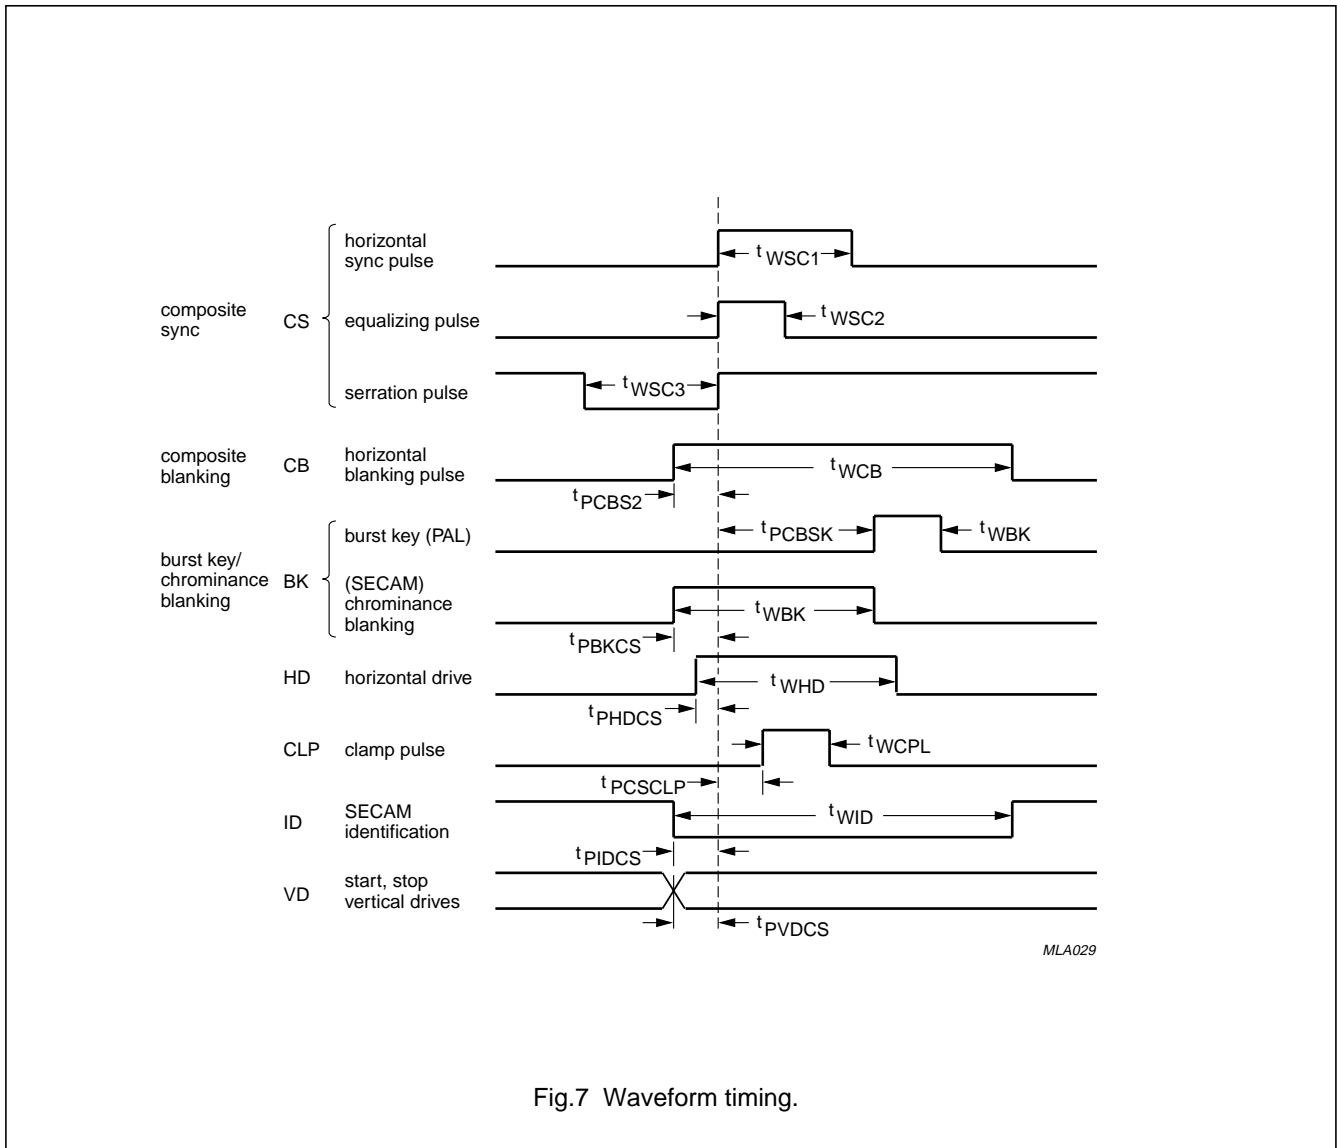 horizontal
sync pulse
t WSC1
composite
sync
CS
equalizing pulse
t WSC2
serration pulse
t WSC3
composite
blanking
CB
horizontal
blanking pulse
t WCB
t PCBS2
burst key/
chrominance
blanking
BK
burst key (PAL)
t PCBSK
t WBK
(SECAM)
chrominance
blanking
t WBK
t PBKCS
HD
horizontal drive
t WHD
t PHDCS
CLP
clamp pulse
t WCPL
t PCSCLP
ID
SECAM
identification
t WID
t PIDCS
VD
start, stop
vertical drives
t PVDCS
MLA029
Fig.7 Waveform timing.